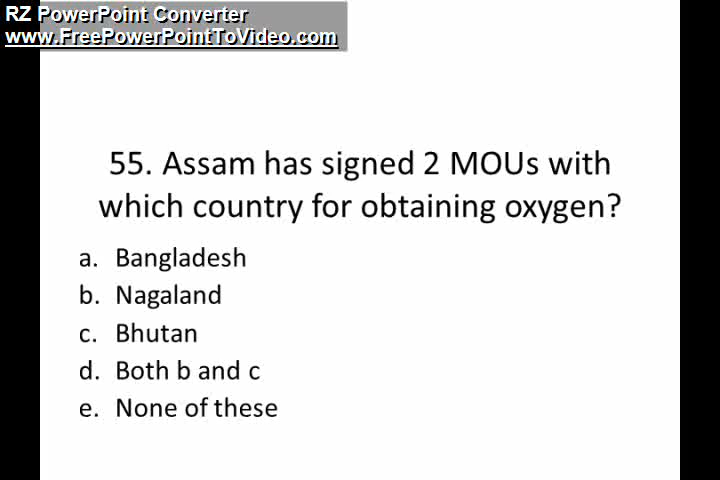 RZ PowerPoint Converter
www.FreePowerPointToVideo.com
55. Assam has signed 2 MOUs with
which country for obtaining oxygen?
a. Bangladesh
b. Nagaland
c. Bhutan
d. Both b and c
e. None of these